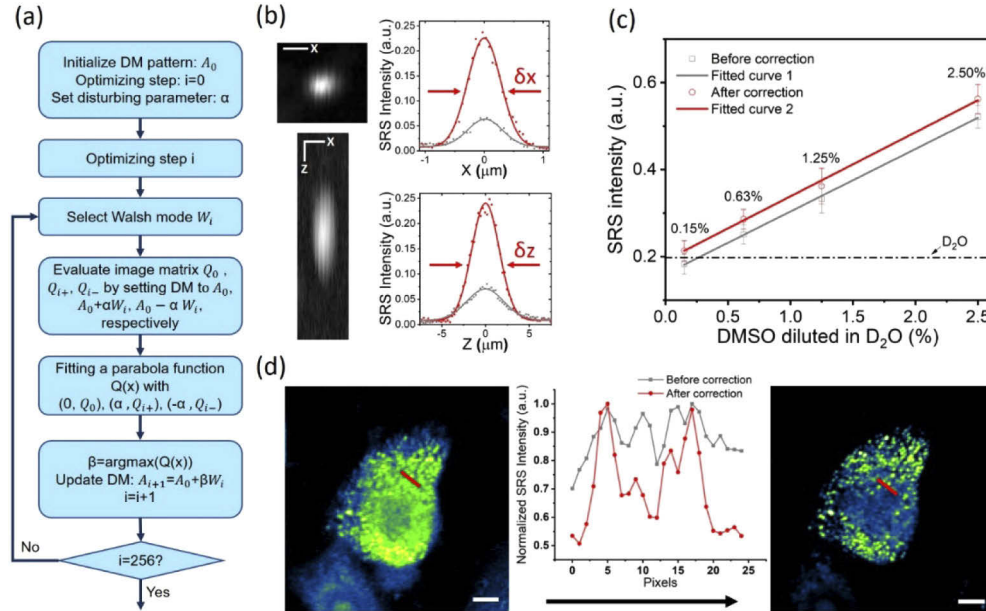 (a)
Initialize DM pattern: A₀
Optimizing step: i=0
Set disturbing parameter: α
Optimizing step i
Select Walsh mode Wᵢ
Evaluate image matrix Q₀ ,
Qᵢ₊, Qᵢ₋ by setting DM to A₀,
A₀+αWᵢ, A₀ − α Wᵢ,
respectively
Fitting a parabola function
Q(x) with
(0, Q₀), (α , Qᵢ₊), (-α , Qᵢ₋)
β=argmax(Q(x))
Update DM: Aᵢ₊₁=A₀+βWᵢ
i=i+1
No
i=256?
Yes
(b)
X
X
Z
SRS Intensity (a.u.)
0.25
0.20
0.15
0.10
0.05
0.00
δx
-1
0
1
X (μm)
SRS Intensity (a.u.)
0.25
0.20
0.15
0.10
0.05
0.00
δz
-5
0
5
Z (μm)
(c)
SRS intensity (a.u.)
0.6
0.4
0.2
Before correction
Fitted curve 1
After correction
Fitted curve 2
0.15%
0.63%
1.25%
2.50%
D₂O
0.0
0.5
1.0
1.5
2.0
2.5
DMSO diluted in D₂O (%)
(d)
Before correction
After correction
Normalized SRS Intensity (a.u.)
1.0
0.9
0.8
0.7
0.6
0.5
0
5
10
15
20
25
Pixels